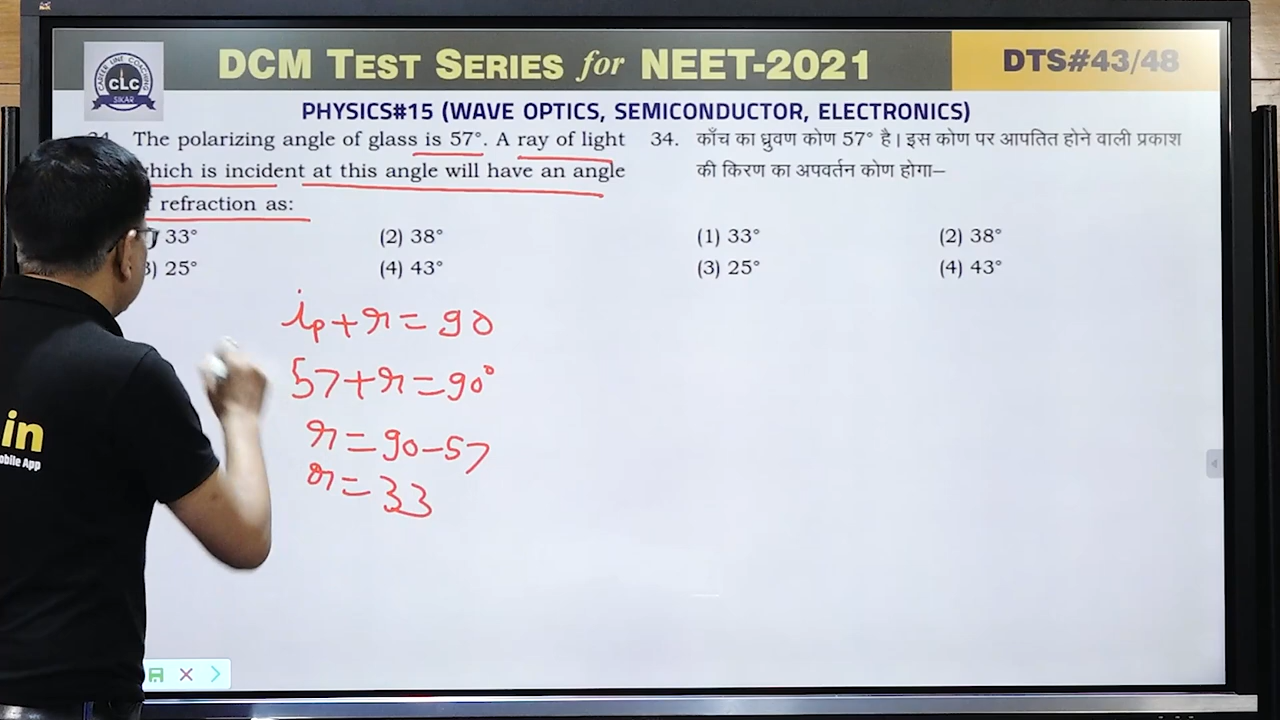 DCM TEST SERIES for NEET-2021
DTS#43/48
CAREER LINE COACHING
CLC
SIKAR
PHYSICS#15 (WAVE OPTICS, SEMICONDUCTOR, ELECTRONICS)
The polarizing angle of glass is 57°. A ray of light
which is incident at this angle will have an angle
refraction as:
33°
(2) 38°
25°
(4) 43°
34. काँच का ध्रुवण कोण 57° है। इस कोण पर आपतित होने वाली प्रकाश
की किरण का अपवर्तन कोण होगा–
(1) 33°
(2) 38°
(3) 25°
(4) 43°
ip + r = 90
57 + r = 90°
r = 90 – 57
r = 33
in
App